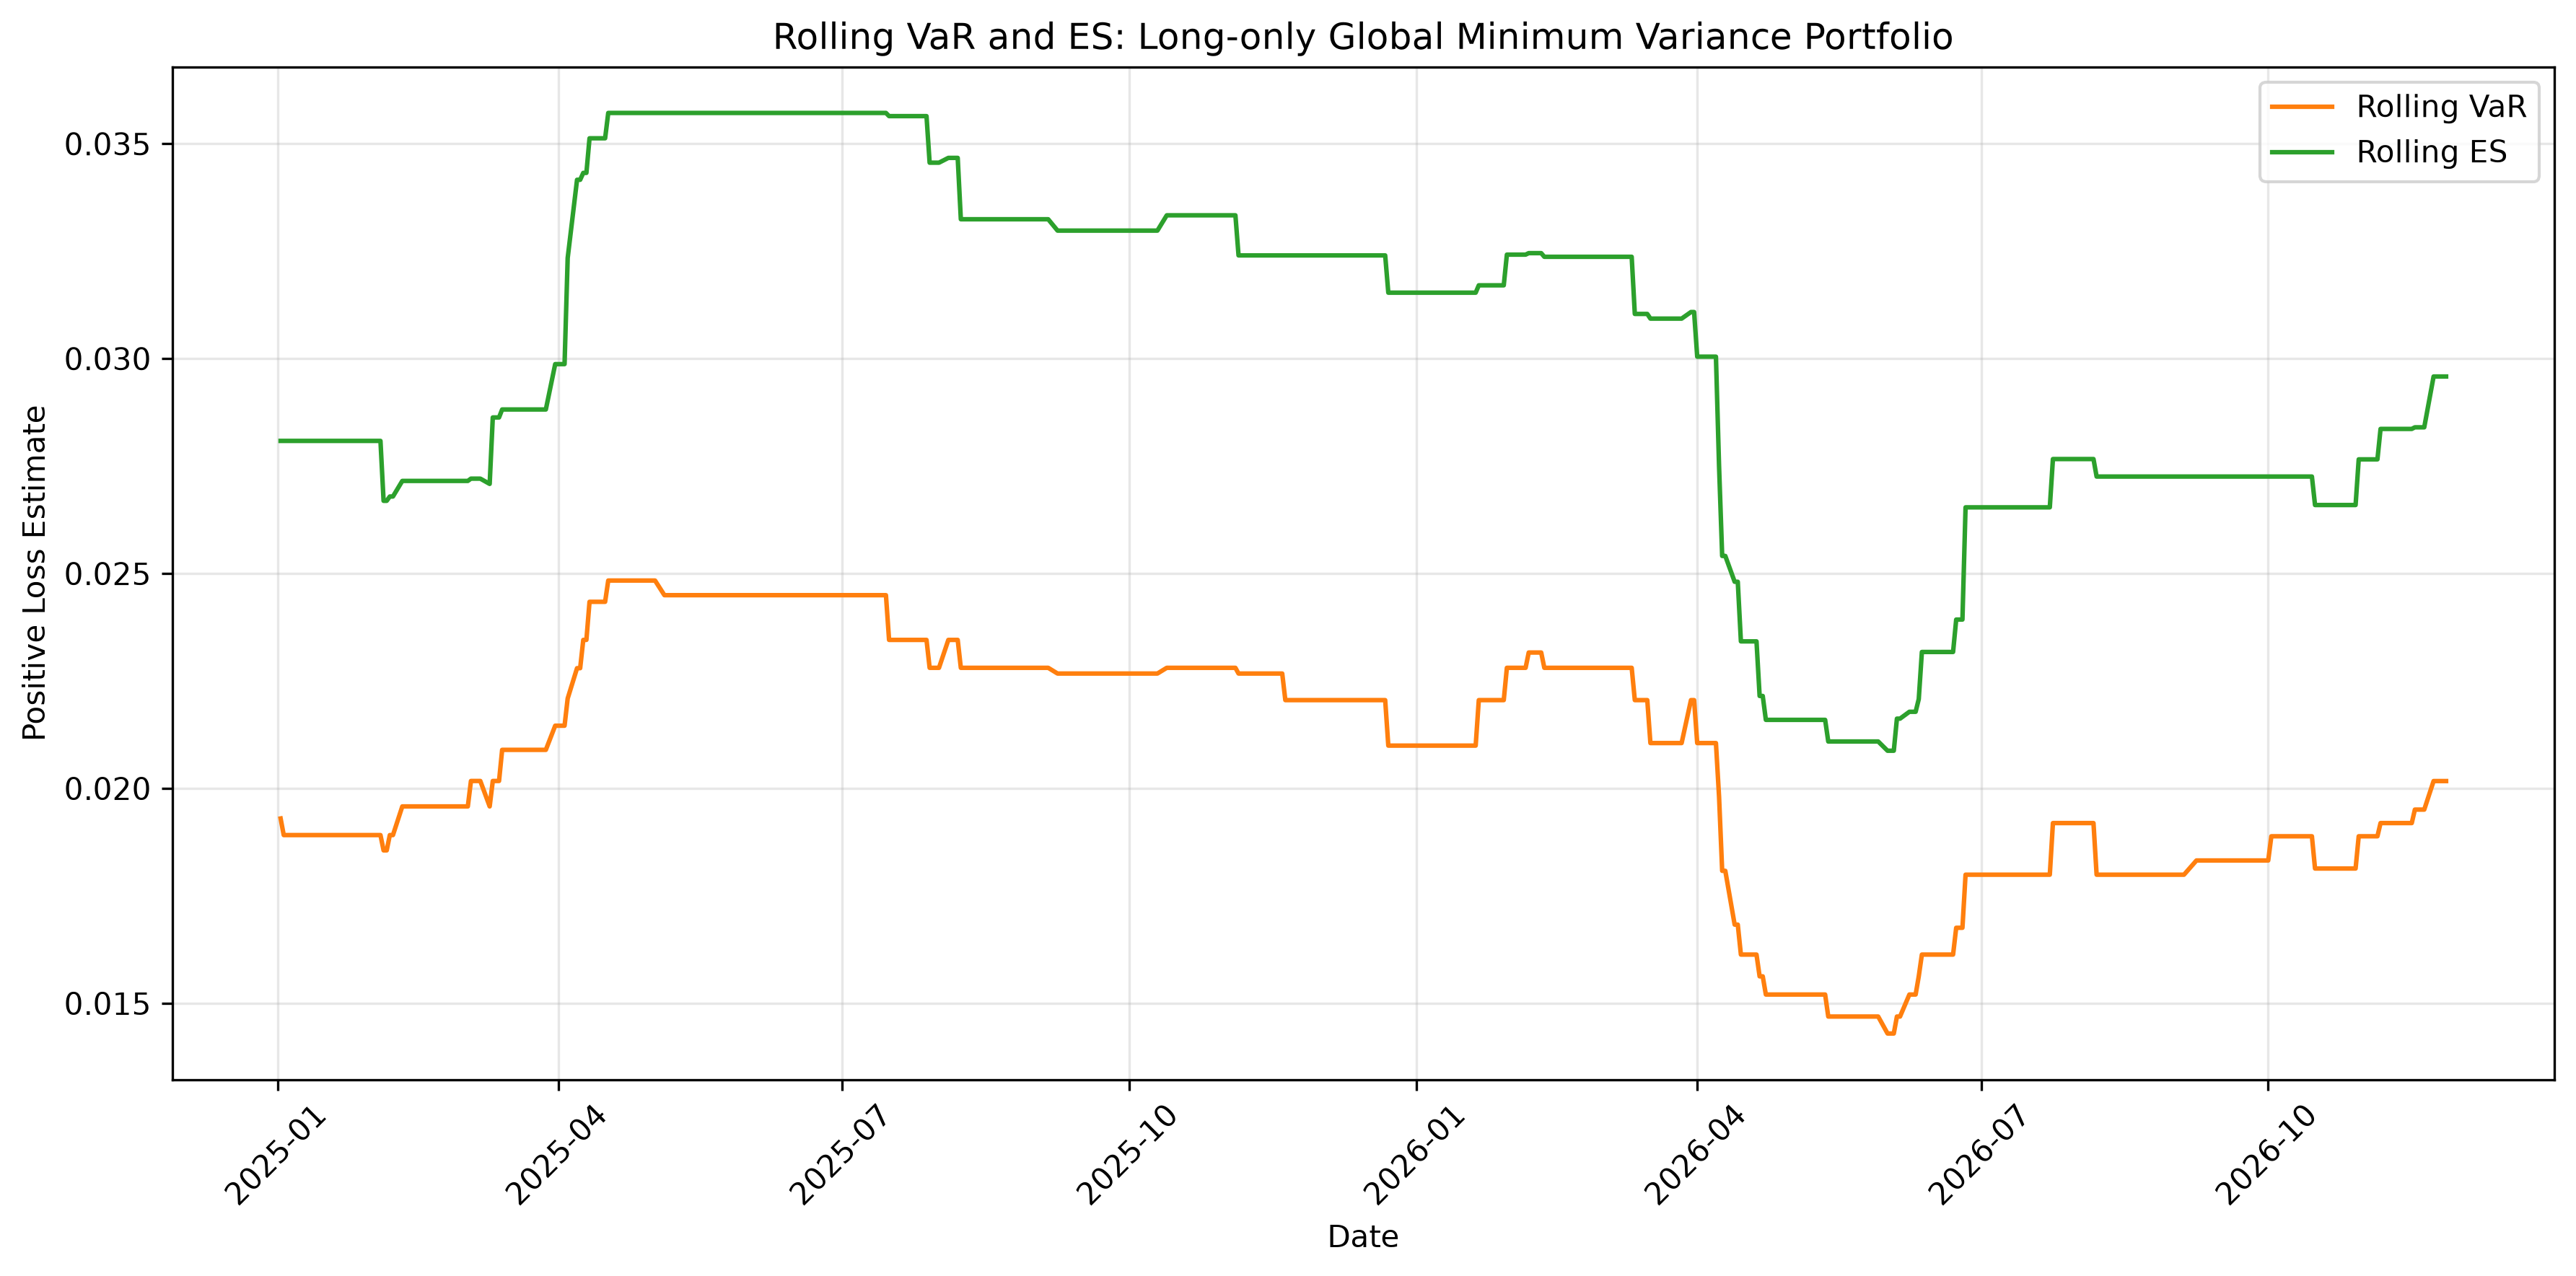 Rolling VaR and ES: Long-only Global Minimum Variance Portfolio
Rolling VaR
Rolling ES
Positive Loss Estimate
0.035
0.030
0.025
0.020
0.015
2025-01
2025-04
2025-07
2025-10
2026-01
2026-04
2026-07
2026-10
Date